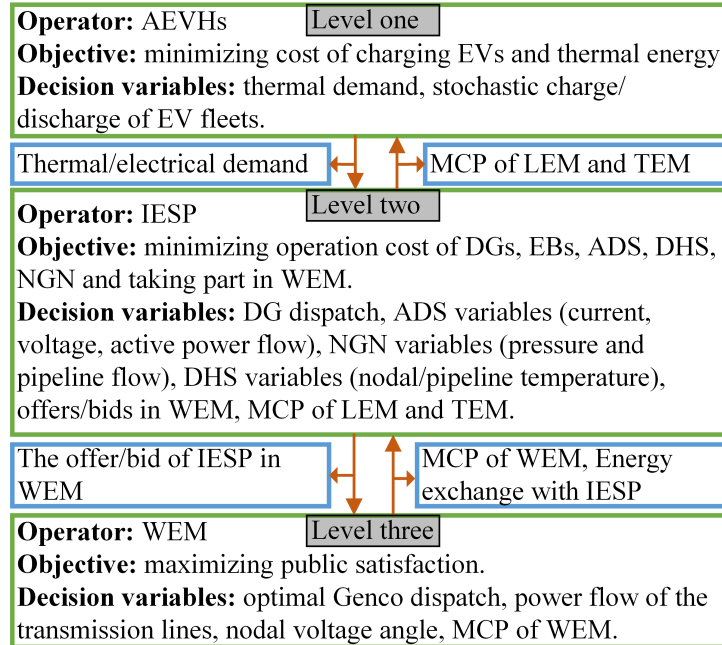 Level one
Operator: AEVHs
Objective: minimizing cost of charging EVs and thermal energy
Decision variables: thermal demand, stochastic charge/
discharge of EV fleets.
Thermal/electrical demand
MCP of LEM and TEM
Level two
Operator: IESP
Objective: minimizing operation cost of DGs, EBs, ADS, DHS,
NGN and taking part in WEM.
Decision variables: DG dispatch, ADS variables (current,
voltage, active power flow), NGN variables (pressure and
pipeline flow), DHS variables (nodal/pipeline temperature),
offers/bids in WEM, MCP of LEM and TEM.
The offer/bid of IESP in
WEM
MCP of WEM, Energy
exchange with IESP
Level three
Operator: WEM
Objective: maximizing public satisfaction.
Decision variables: optimal Genco dispatch, power flow of the
transmission lines, nodal voltage angle, MCP of WEM.